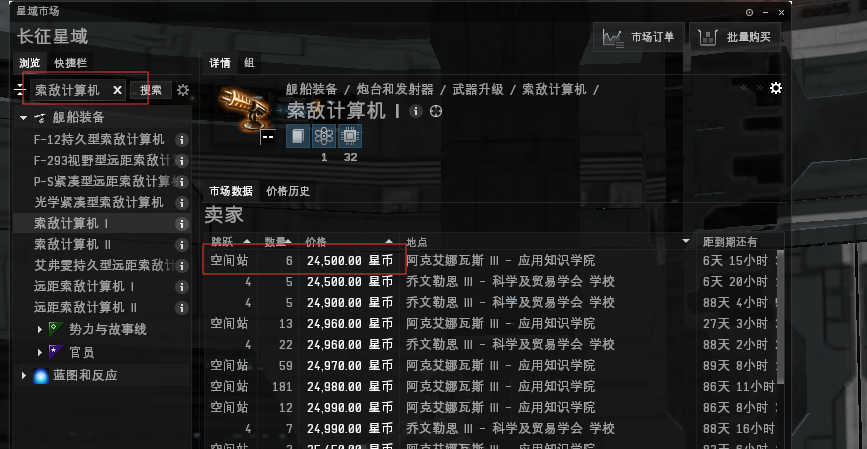 星域市场
长征星域
市场订单
批量购买
浏览 快捷栏
索敌计算机 × 搜索
舰船装备
F-12持久型索敌计算机
F-293视野型远距索敌计
P-S紧凑型远距索敌计算
光学紧凑型索敌计算机
索敌计算机 I
索敌计算机 II
艾弗雯持久型远距索敌计
远距索敌计算机 I
远距索敌计算机 II
势力与故事线
官员
蓝图和反应
详情 组
舰船装备 / 炮台和发射器 / 武器升级 / 索敌计算机 /
索敌计算机 I
1 32
市场数据 价格历史
卖家
跳跃 数量 价格 地点 距到期还有
空间站 6 24,500.00 星币 阿克艾娜瓦斯 III - 应用知识学院 6天 15小时
4 5 24,500.00 星币 乔文勒恩 III - 科学及贸易学会 学校 6天 20小时
4 5 24,900.00 星币 乔文勒恩 III - 科学及贸易学会 学校 88天 4小时
空间站 13 24,960.00 星币 阿克艾娜瓦斯 III - 应用知识学院 27天 3小时
4 22 24,960.00 星币 乔文勒恩 III - 科学及贸易学会 学校 88天 2小时
空间站 59 24,970.00 星币 阿克艾娜瓦斯 III - 应用知识学院 89天 8小时
空间站 181 24,980.00 星币 阿克艾娜瓦斯 III - 应用知识学院 86天 11小时
空间站 12 24,990.00 星币 阿克艾娜瓦斯 III - 应用知识学院 86天 8小时
4 7 24,990.00 星币 乔文勒恩 III - 科学及贸易学会 学校 88天 16小时